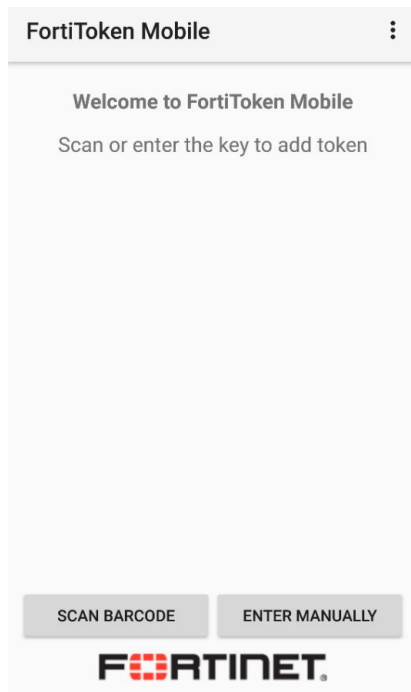 FortiToken Mobile
Welcome to FortiToken Mobile
Scan or enter the key to add token
SCAN BARCODE ENTER MANUALLY
FORTINET®